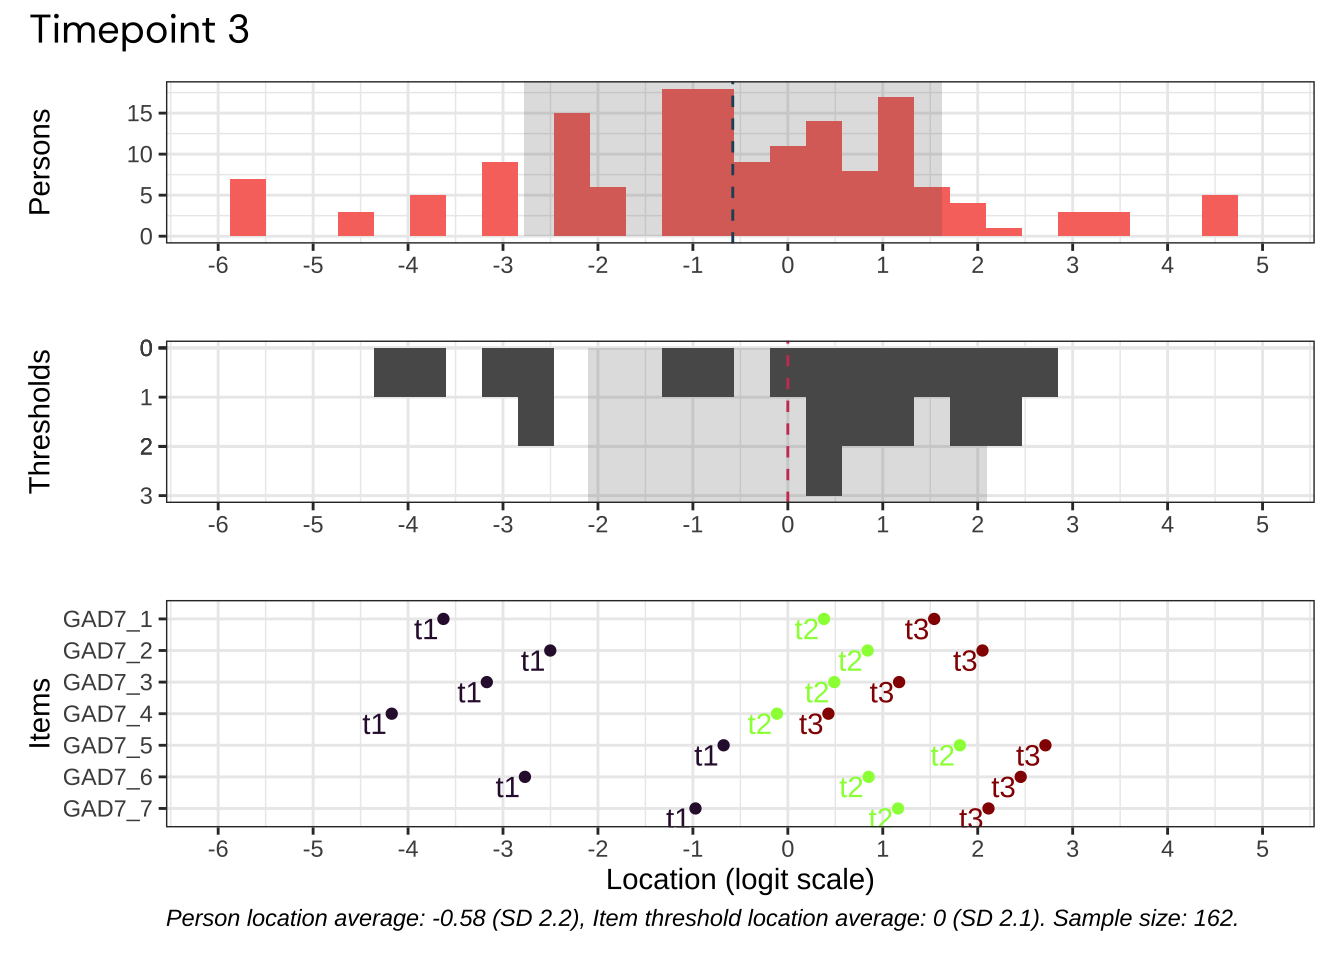 Timepoint 3
Persons
15
10
5
0
-6 -5 -4 -3 -2 -1 0 1 2 3 4 5
Thresholds
0
1
2
3
-6 -5 -4 -3 -2 -1 0 1 2 3 4 5
Items
GAD7_1 t1 t2 t3
GAD7_2 t1 t2 t3
GAD7_3 t1 t2 t3
GAD7_4 t1 t2 t3
GAD7_5 t1 t2 t3
GAD7_6 t1 t2 t3
GAD7_7 t1 t2 t3
-6 -5 -4 -3 -2 -1 0 1 2 3 4 5
Location (logit scale)
Person location average: -0.58 (SD 2.2), Item threshold location average: 0 (SD 2.1). Sample size: 162.